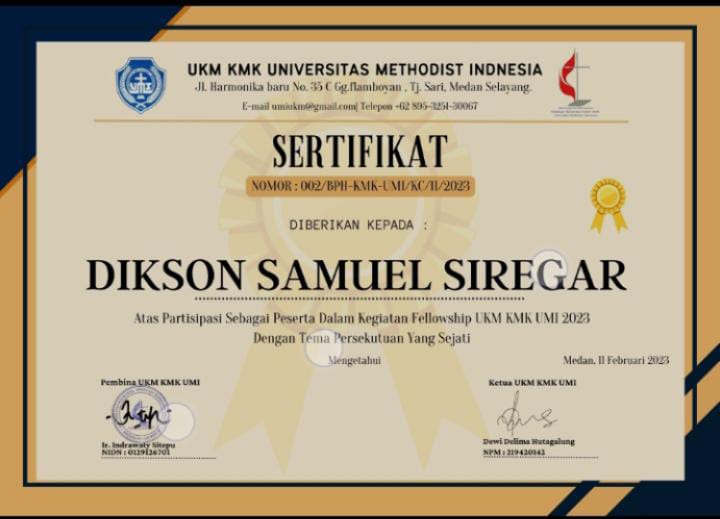 UKM KMK UNIVERSITAS METHODIST INDNESIA
Jl. Harmonika baru No. 35 C Gg.flamboyan , Tj. Sari, Medan Selayang.
E-mail umiukm@gmail.com| Telepon +62 895-3251-30067
SERTIFIKAT
NOMOR : 002/BPH-KMK-UMI/KC/II/2023
DIBERIKAN KEPADA :
DIKSON SAMUEL SIREGAR
Atas Partisipasi Sebagai Peserta Dalam Kegiatan Fellowship UKM KMK UMI 2023
Dengan Tema Persekutuan Yang Sejati
Mengetahui
Medan, 11 Februari 2023
Pembina UKM KMK UMI
Ketua UKM KMK UMI
Ir. Indrawaty Sitepu
NIDN : 0129126701
Dewi Delima Hutagalung
NPM : 219420142